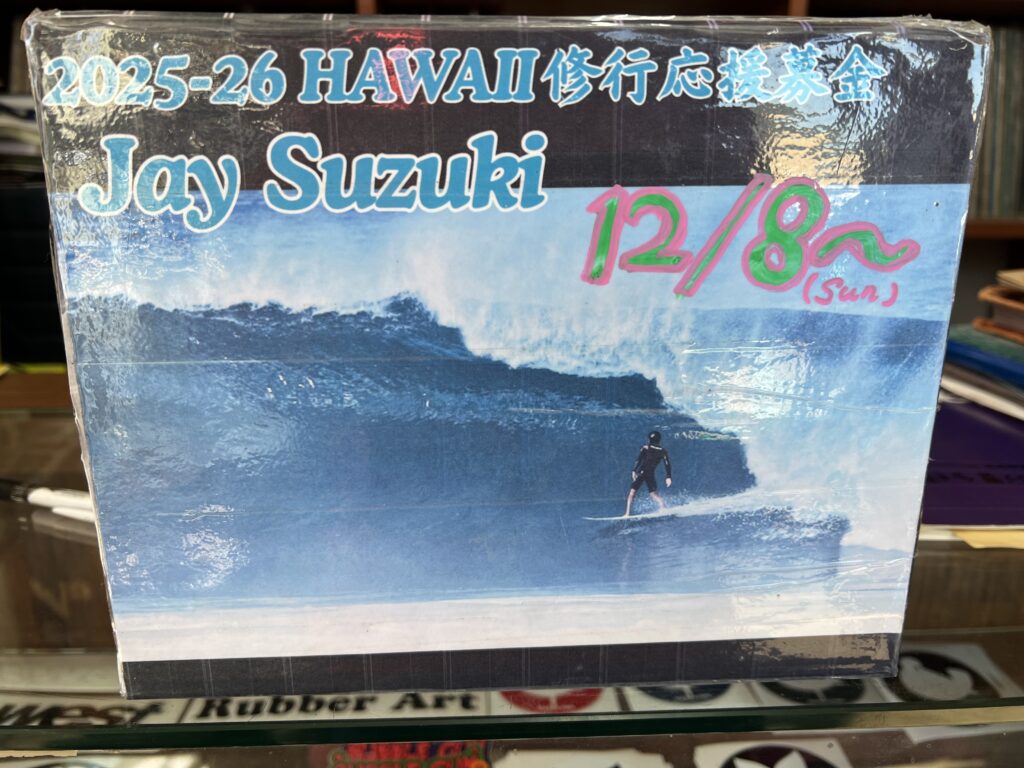 2025-26 HAWAII修行応援募金
Jay Suzuki
12/8～
(Sun)
west Rubber Art